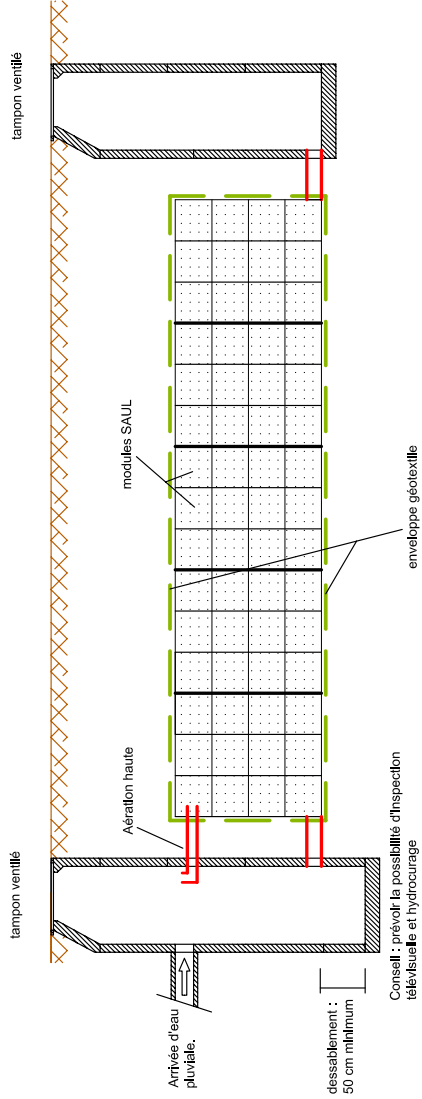 tampon ventilé
tampon ventilé
modules SAUL
Aération haute
enveloppe géotextile
Arrivée d'eau
pluviale.
dessablement :
50 cm minimum
Conseil : prévoir la possibilité d'inspection
télévisuelle et hydrocurage